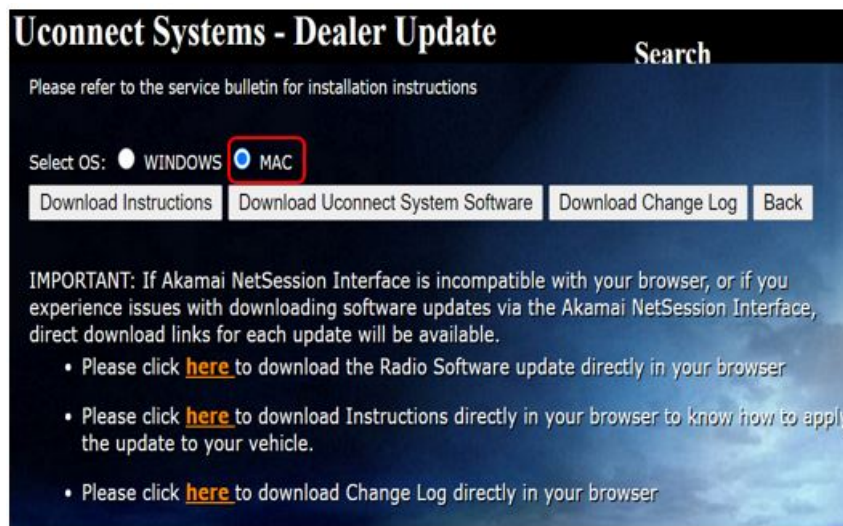 Uconnect Systems - Dealer Update
Search
Please refer to the service bulletin for installation instructions
Select OS: WINDOWS MAC
Download Instructions Download Uconnect System Software Download Change Log Back
IMPORTANT: If Akamai NetSession Interface is incompatible with your browser, or if you
experience issues with downloading software updates via the Akamai NetSession Interface,
direct download links for each update will be available.
• Please click here to download the Radio Software update directly in your browser
• Please click here to download Instructions directly in your browser to know how to apply
the update to your vehicle.
• Please click here to download Change Log directly in your browser